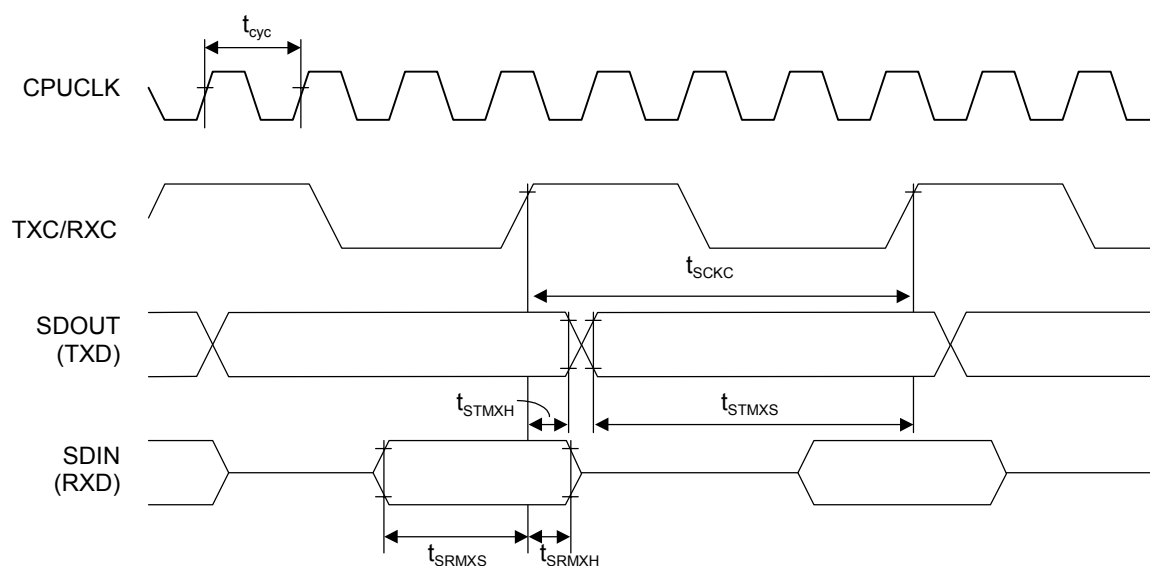 tcyc
CPUCLK
TXC/RXC
tSCKC
SDOUT
(TXD)
tSTMXH
tSTMXS
SDIN
(RXD)
tSRMXS
tSRMXH